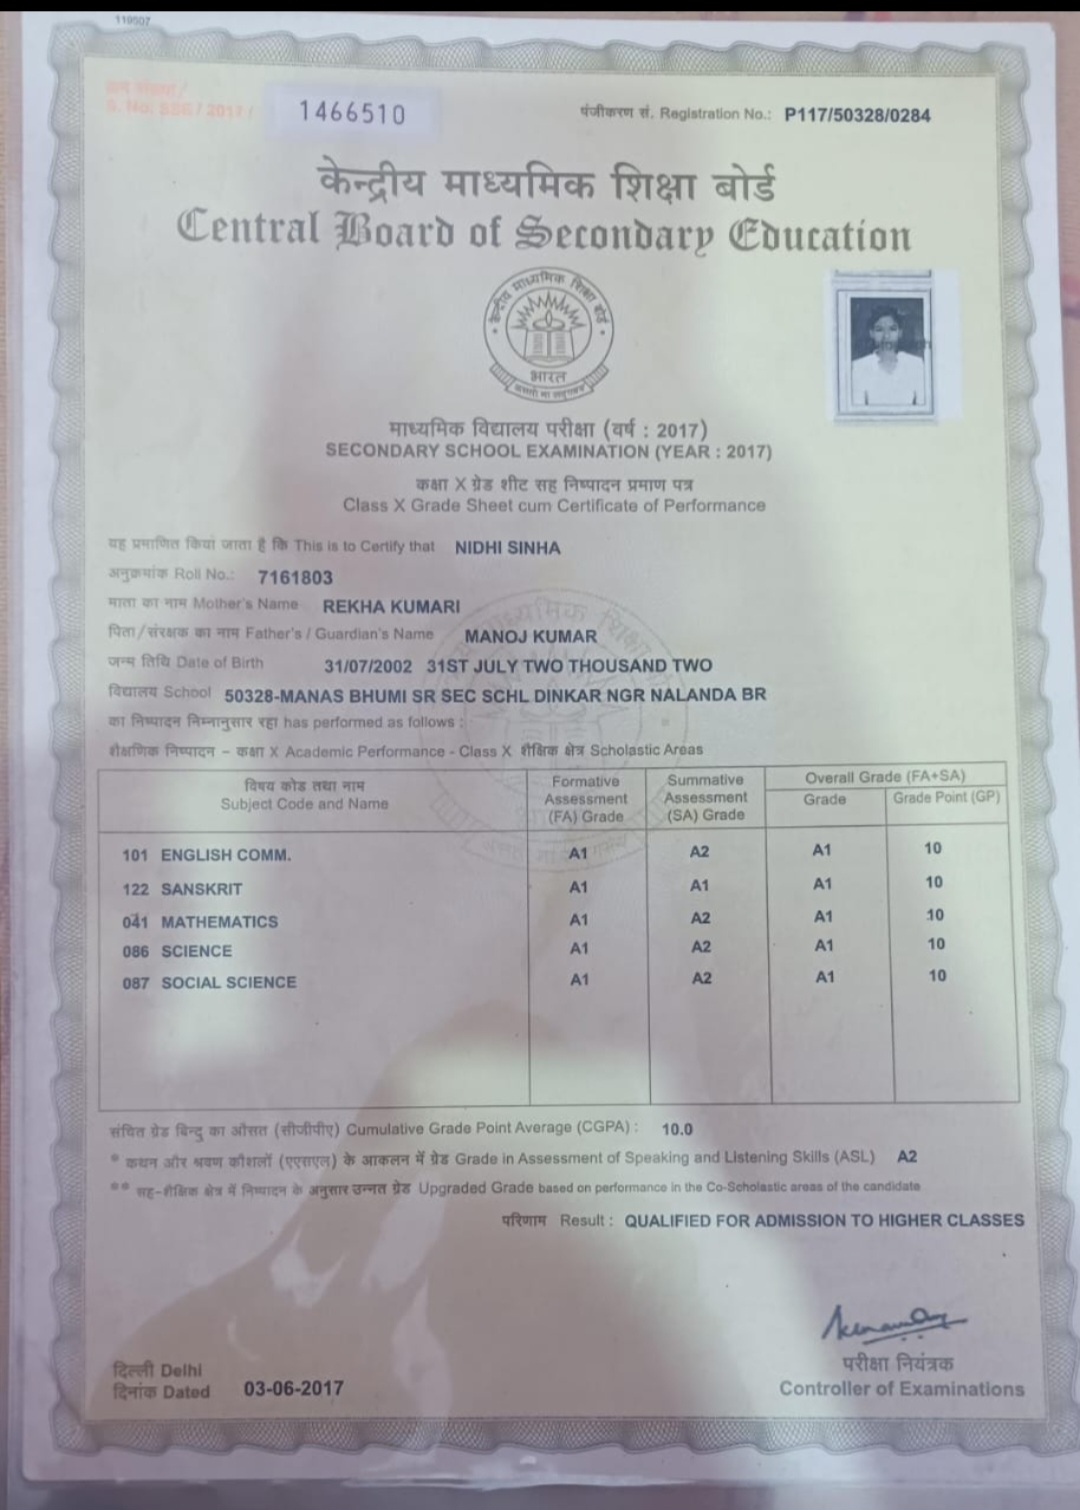 119507
क्रम संख्या /
S. No: SSE / 2017 / 1466510
पंजीकरण सं. Registration No.: P117/50328/0284
केन्द्रीय माध्यमिक शिक्षा बोर्ड
Central Board of Secondary Education
केन्द्रीय माध्यमिक शिक्षा बोर्ड
भारत
असतो मा सद्गमय
माध्यमिक विद्यालय परीक्षा (वर्ष : 2017)
SECONDARY SCHOOL EXAMINATION (YEAR : 2017)
कक्षा X ग्रेड शीट सह निष्पादन प्रमाण पत्र
Class X Grade Sheet cum Certificate of Performance
यह प्रमाणित किया जाता है कि This is to Certify that NIDHI SINHA
अनुक्रमांक Roll No.: 7161803
माता का नाम Mother's Name REKHA KUMARI
पिता/संरक्षक का नाम Father's / Guardian's Name MANOJ KUMAR
जन्म तिथि Date of Birth 31/07/2002 31ST JULY TWO THOUSAND TWO
विद्यालय School 50328-MANAS BHUMI SR SEC SCHL DINKAR NGR NALANDA BR
का निष्पादन निम्नानुसार रहा has performed as follows :
शैक्षणिक निष्पादन – कक्षा X Academic Performance - Class X शैक्षिक क्षेत्र Scholastic Areas
विषय कोड तथा नाम
Subject Code and Name
Formative
Assessment
(FA) Grade
Summative
Assessment
(SA) Grade
Overall Grade (FA+SA)
Grade Grade Point (GP)
101 ENGLISH COMM. A1 A2 A1 10
122 SANSKRIT A1 A1 A1 10
041 MATHEMATICS A1 A2 A1 10
086 SCIENCE A1 A2 A1 10
087 SOCIAL SCIENCE A1 A2 A1 10
संचित ग्रेड बिन्दु का औसत (सीजीपीए) Cumulative Grade Point Average (CGPA) : 10.0
* कथन और श्रवण कौशलों (एएसएल) के आकलन में ग्रेड Grade in Assessment of Speaking and Listening Skills (ASL) A2
** सह-शैक्षिक क्षेत्र में निष्पादन के अनुसार उन्नत ग्रेड Upgraded Grade based on performance in the Co-Scholastic areas of the candidate
परिणाम Result : QUALIFIED FOR ADMISSION TO HIGHER CLASSES
दिल्ली Delhi
दिनांक Dated 03-06-2017
परीक्षा नियंत्रक
Controller of Examinations